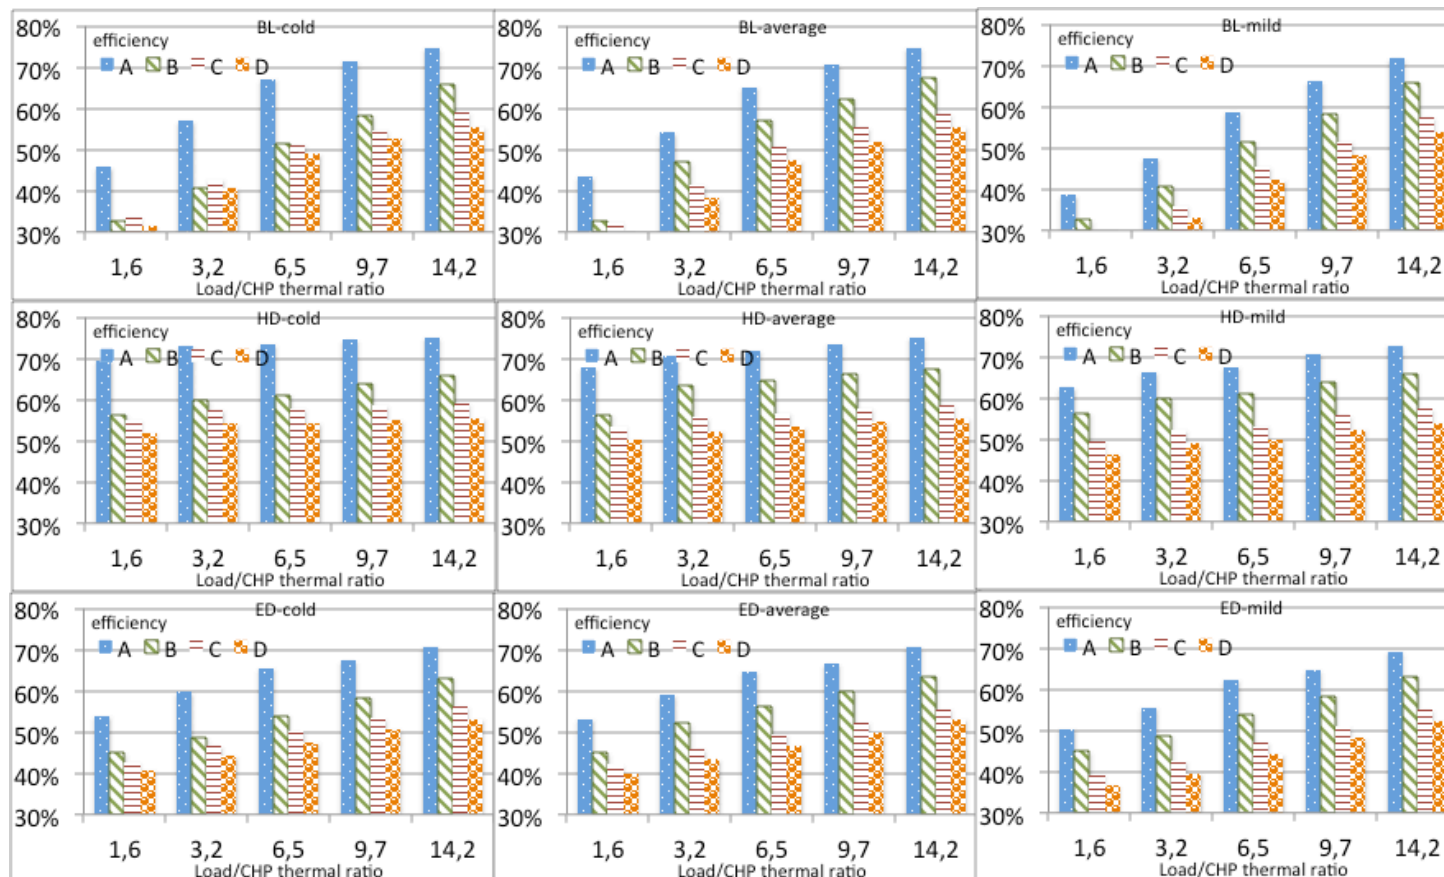 BL-cold
efficiency
A B C D
80%
70%
60%
50%
40%
30%
1,6 3,2 6,5 9,7 14,2
Load/CHP thermal ratio
BL-average
efficiency
A B C D
80%
70%
60%
50%
40%
30%
1,6 3,2 6,5 9,7 14,2
Load/CHP thermal ratio
BL-mild
efficiency
A B C D
80%
70%
60%
50%
40%
30%
1,6 3,2 6,5 9,7 14,2
Load/CHP thermal ratio
HD-cold
efficiency
A B C D
80%
70%
60%
50%
40%
30%
1,6 3,2 6,5 9,7 14,2
Load/CHP thermal ratio
HD-average
efficiency
A B C D
80%
70%
60%
50%
40%
30%
1,6 3,2 6,5 9,7 14,2
Load/CHP thermal ratio
HD-mild
efficiency
A B C D
80%
70%
60%
50%
40%
30%
1,6 3,2 6,5 9,7 14,2
Load/CHP thermal ratio
ED-cold
efficiency
A B C D
80%
70%
60%
50%
40%
30%
1,6 3,2 6,5 9,7 14,2
Load/CHP thermal ratio
ED-average
efficiency
A B C D
80%
70%
60%
50%
40%
30%
1,6 3,2 6,5 9,7 14,2
Load/CHP thermal ratio
ED-mild
efficiency
A B C D
80%
70%
60%
50%
40%
30%
1,6 3,2 6,5 9,7 14,2
Load/CHP thermal ratio